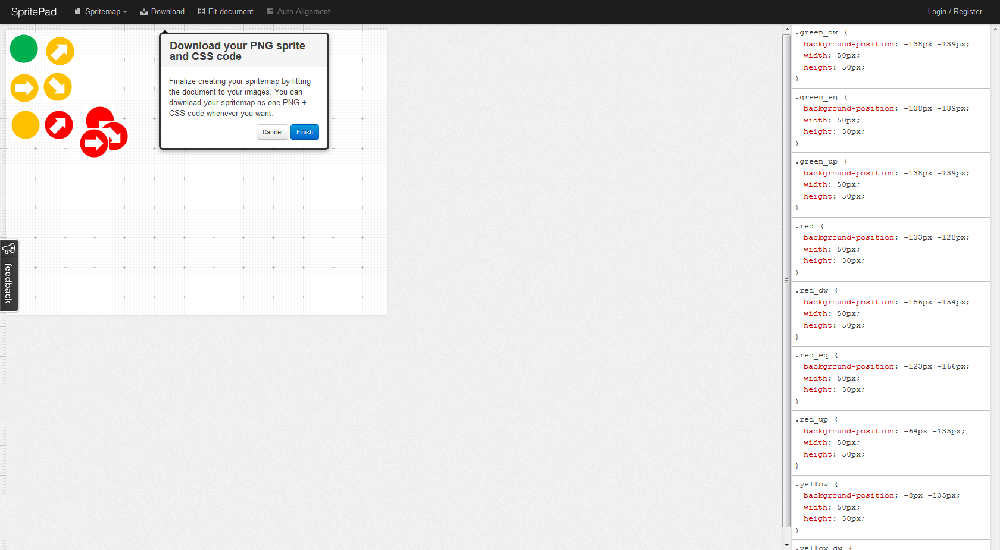 SpritePad Spritemap Download Fit document Auto Alignment Login / Register
Download your PNG sprite
and CSS code
Finalize creating your spritemap by fitting
the document to your images. You can
download your spritemap as one PNG +
CSS code whenever you want.
Cancel Finish
feedback
.green_dw {
background-position: -138px -139px;
width: 50px;
height: 50px;
}
.green_eq {
background-position: -138px -139px;
width: 50px;
height: 50px;
}
.green_up {
background-position: -138px -139px;
width: 50px;
height: 50px;
}
.red {
background-position: -133px -128px;
width: 50px;
height: 50px;
}
.red_dw {
background-position: -156px -154px;
width: 50px;
height: 50px;
}
.red_eq {
background-position: -123px -166px;
width: 50px;
height: 50px;
}
.red_up {
background-position: -64px -135px;
width: 50px;
height: 50px;
}
.yellow {
background-position: -8px -135px;
width: 50px;
height: 50px;
}
.yellow_dw {